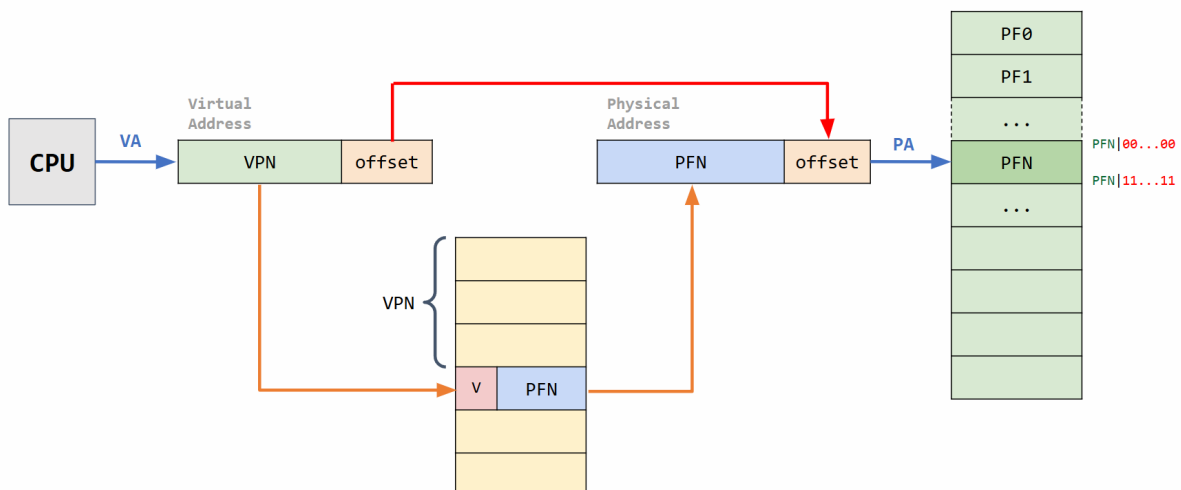 PF0
PF1
...
Virtual
Address
Physical
Address
CPU
VA
VPN
offset
PFN
offset
PA
PFN
PFN|00...00
PFN|11...11
...
VPN
V
PFN